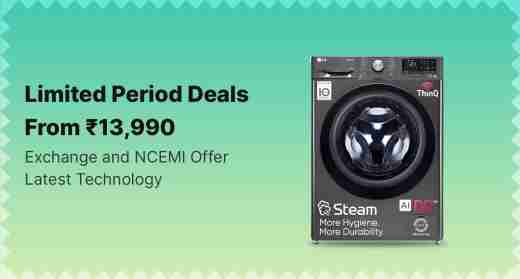 Limited Period Deals
From ₹13,990
Exchange and NCEMI Offer
Latest Technology
LG
ThinQ
Steam
More Hygiene.
More Durability.
AI DD